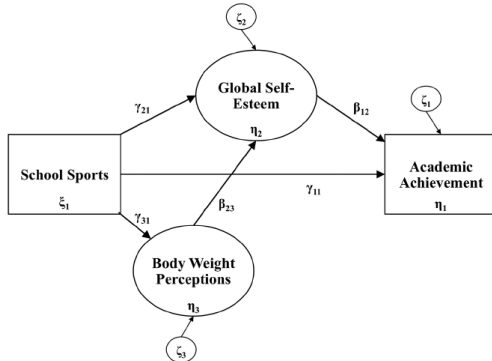 ζ₂
Global Self-
Esteem
η₂
γ₂₁
β₁₂
ζ₁
School Sports
ξ₁
Academic
Achievement
η₁
γ₁₁
γ₃₁
β₂₃
Body Weight
Perceptions
η₃
ζ₃